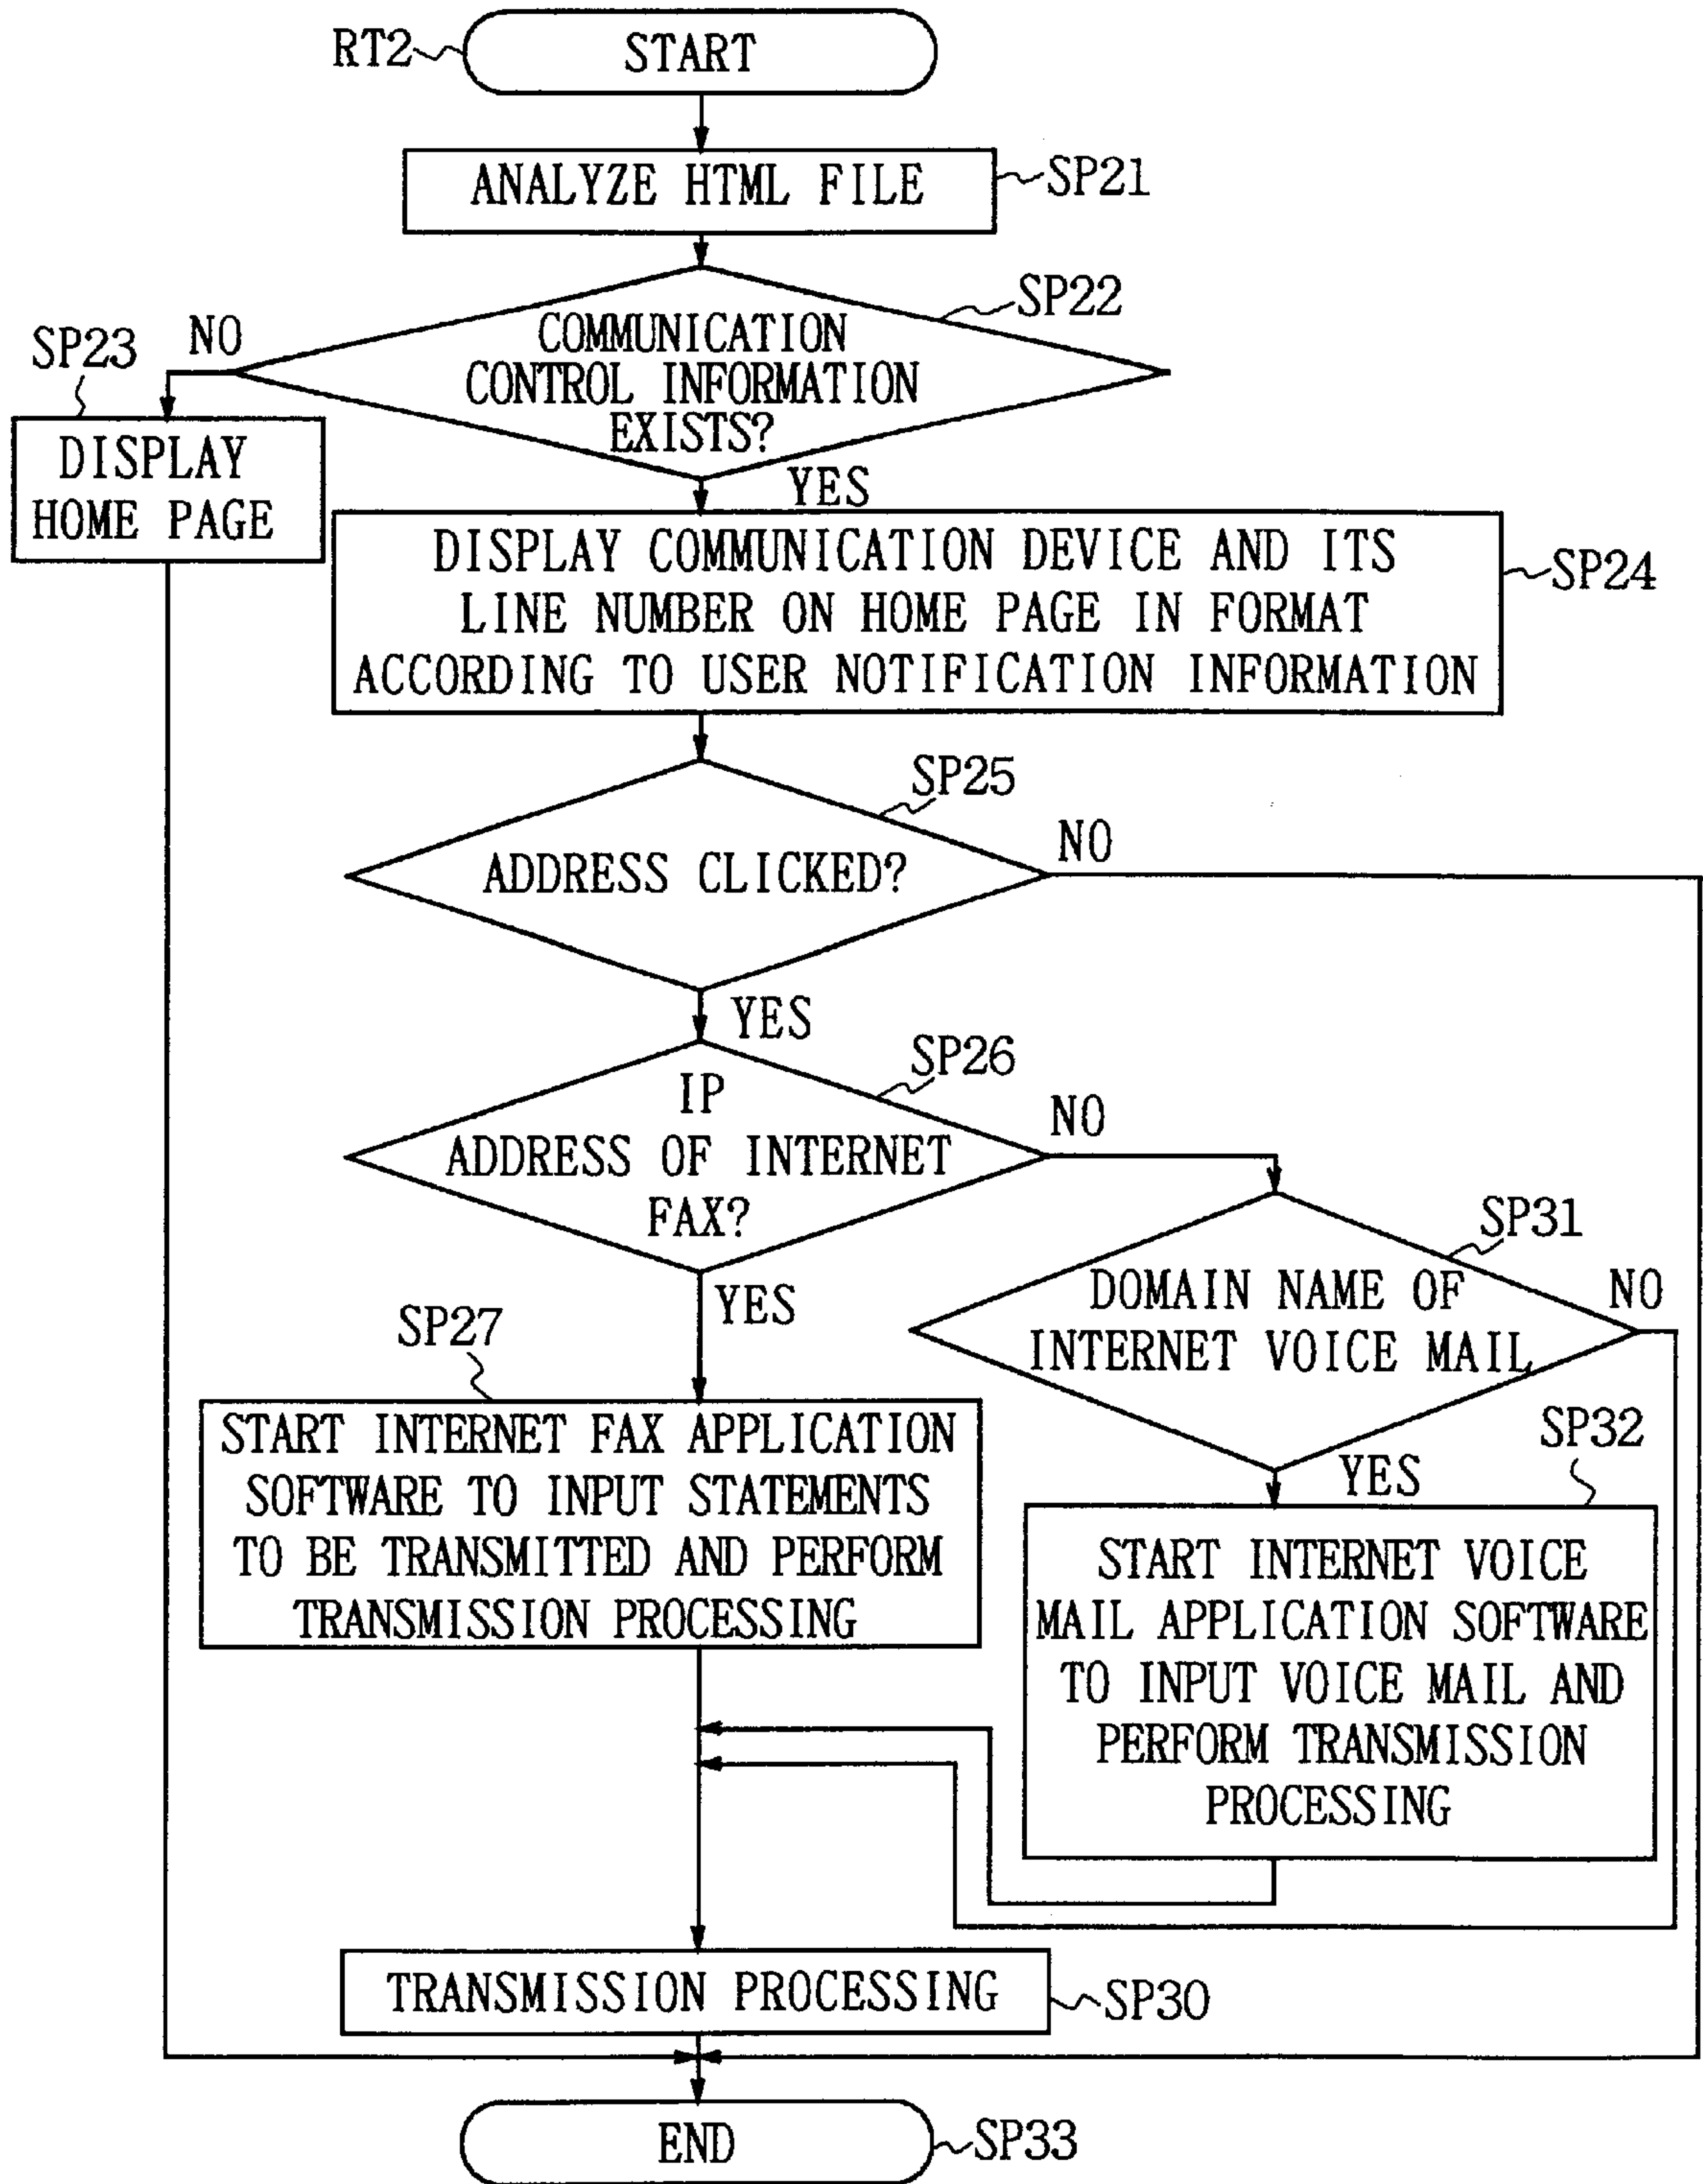 RT2
START
ANALYZE HTML FILE
SP21
SP22
COMMUNICATION
CONTROL INFORMATION
EXISTS?
NO
SP23
DISPLAY
HOME PAGE
YES
DISPLAY COMMUNICATION DEVICE AND ITS
LINE NUMBER ON HOME PAGE IN FORMAT
ACCORDING TO USER NOTIFICATION INFORMATION
SP24
SP25
ADDRESS CLICKED?
NO
YES
SP26
IP
ADDRESS OF INTERNET
FAX?
NO
YES
SP31
DOMAIN NAME OF
INTERNET VOICE MAIL
NO
YES
SP27
START INTERNET FAX APPLICATION
SOFTWARE TO INPUT STATEMENTS
TO BE TRANSMITTED AND PERFORM
TRANSMISSION PROCESSING
SP32
START INTERNET VOICE
MAIL APPLICATION SOFTWARE
TO INPUT VOICE MAIL AND
PERFORM TRANSMISSION
PROCESSING
TRANSMISSION PROCESSING
SP30
END
SP33